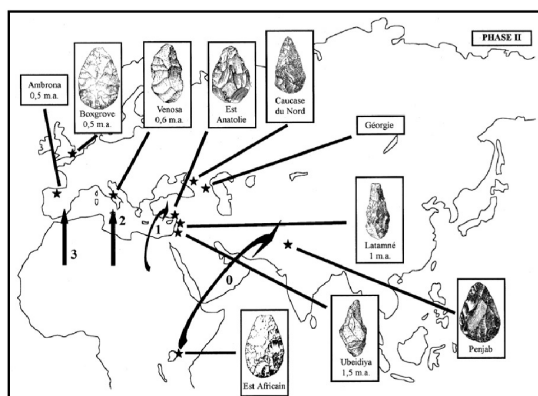 PHASE II
Ambrona
0,5 m.a.
Boxgrove
0,5 m.a.
Venosa
0,6 m.a.
Est
Anatolie
Caucase
du Nord
Géorgie
Latamné
1 m.a.
Penjab
Ubeidiya
1,5 m.a.
Est Africain
3
2
1
0